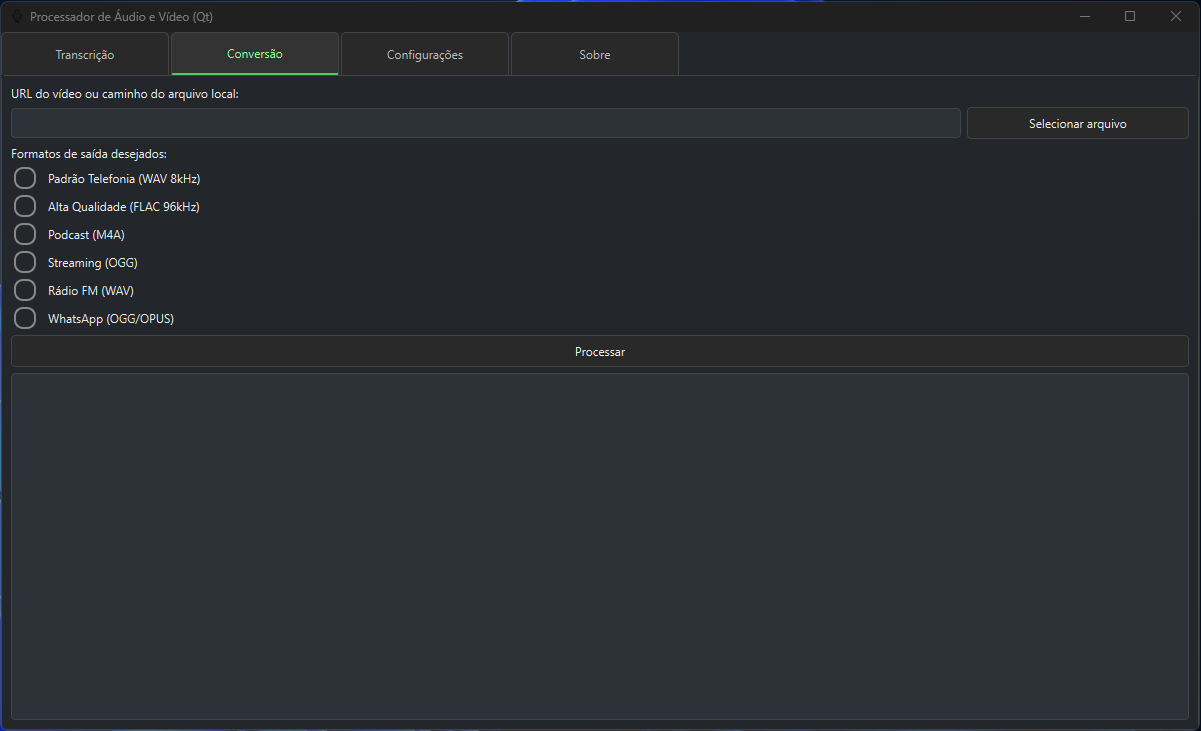 Processador de Áudio e Vídeo (Qt)
Transcrição Conversão Configurações Sobre
URL do vídeo ou caminho do arquivo local:
Selecionar arquivo
Formatos de saída desejados:
Padrão Telefonia (WAV 8kHz)
Alta Qualidade (FLAC 96kHz)
Podcast (M4A)
Streaming (OGG)
Rádio FM (WAV)
WhatsApp (OGG/OPUS)
Processar